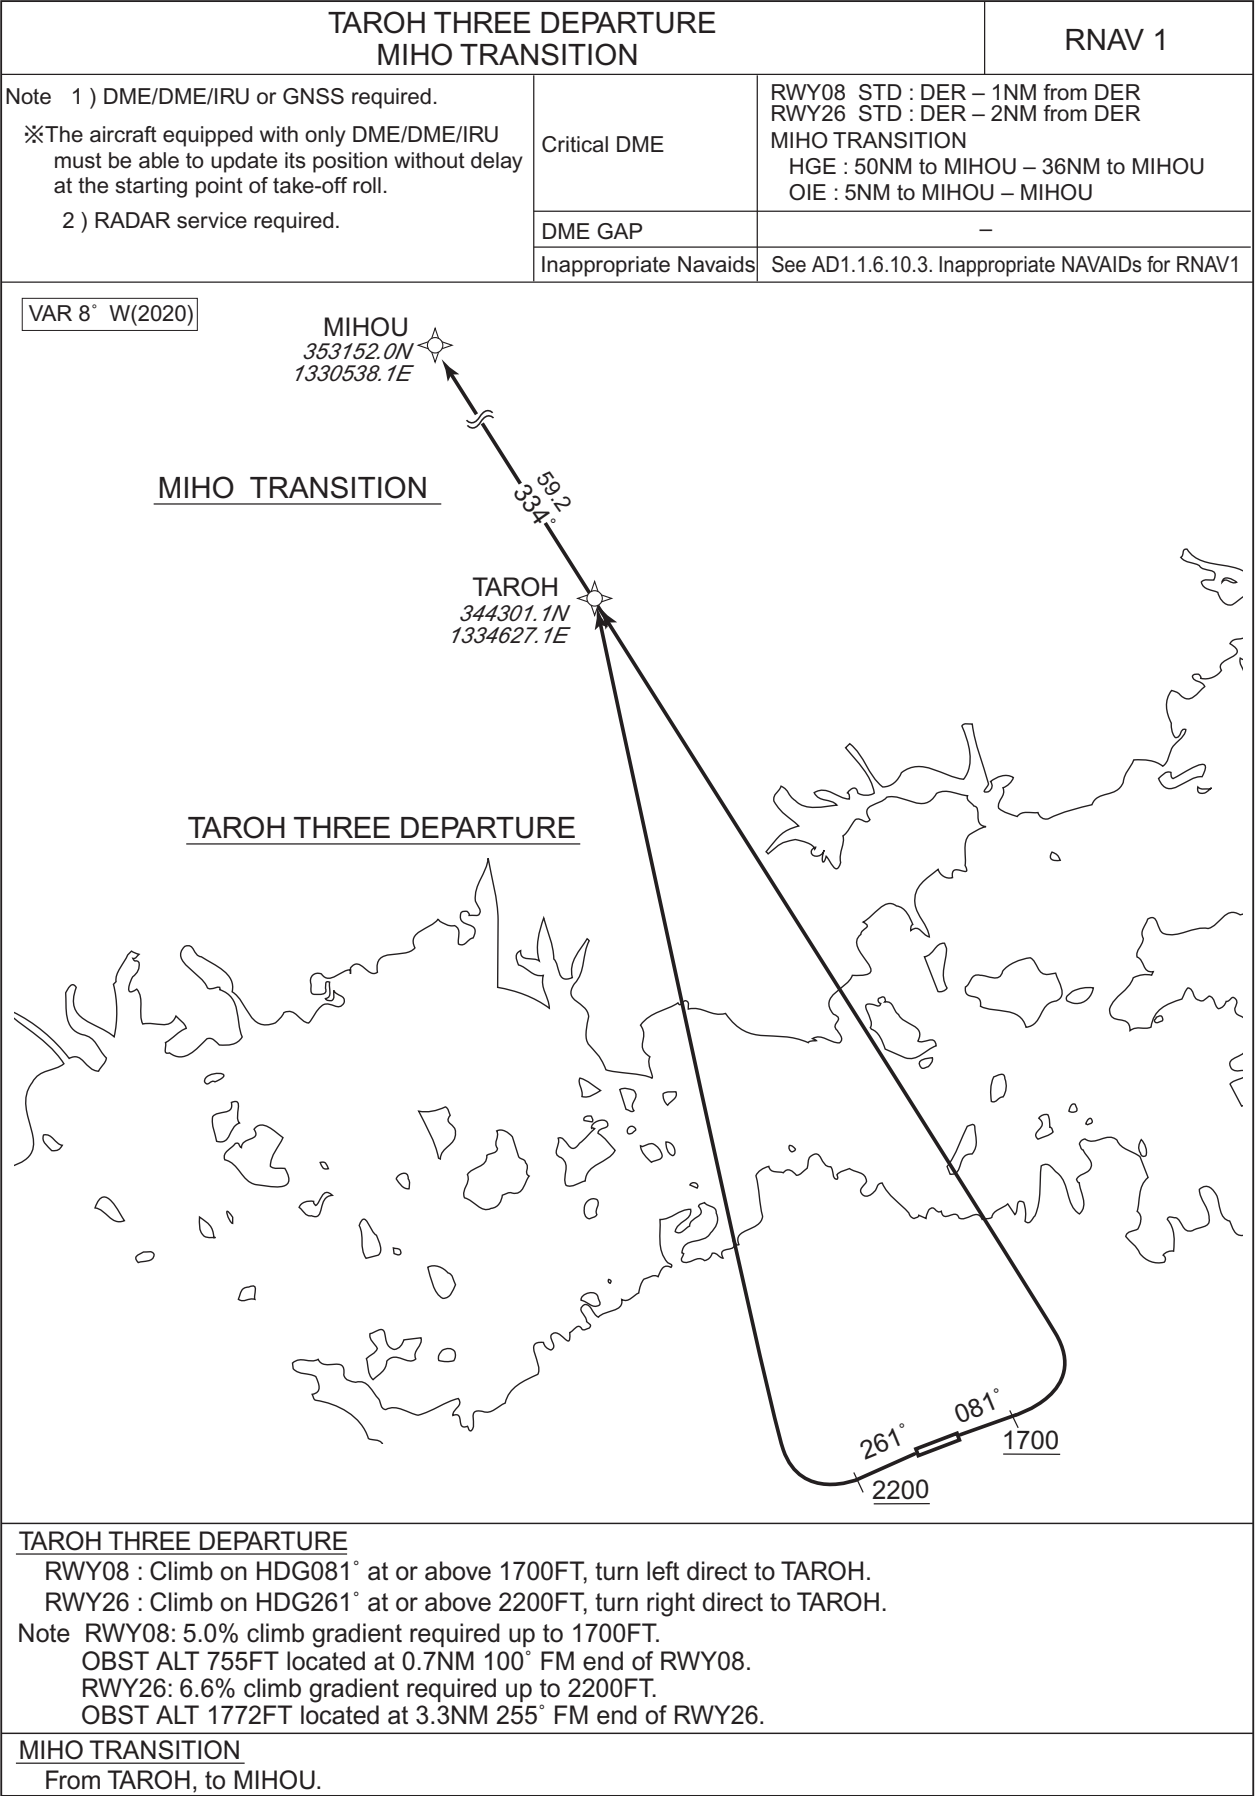 TAROH THREE DEPARTURE
MIHO TRANSITION
RNAV 1
Note 1 ) DME/DME/IRU or GNSS required.
※The aircraft equipped with only DME/DME/IRU
must be able to update its position without delay
at the starting point of take-off roll.
2 ) RADAR service required.
Critical DME
RWY08 STD : DER – 1NM from DER
RWY26 STD : DER – 2NM from DER
MIHO TRANSITION
HGE : 50NM to MIHOU – 36NM to MIHOU
OIE : 5NM to MIHOU – MIHOU
DME GAP
–
Inappropriate Navaids
See AD1.1.6.10.3. Inappropriate NAVAIDs for RNAV1
VAR 8° W(2020)
MIHOU
353152.0N
1330538.1E
59.2
334°
MIHO TRANSITION
TAROH
344301.1N
1334627.1E
TAROH THREE DEPARTURE
081°
261°
1700
2200
TAROH THREE DEPARTURE
RWY08 : Climb on HDG081° at or above 1700FT, turn left direct to TAROH.
RWY26 : Climb on HDG261° at or above 2200FT, turn right direct to TAROH.
Note RWY08: 5.0% climb gradient required up to 1700FT.
OBST ALT 755FT located at 0.7NM 100° FM end of RWY08.
RWY26: 6.6% climb gradient required up to 2200FT.
OBST ALT 1772FT located at 3.3NM 255° FM end of RWY26.
MIHO TRANSITION
From TAROH, to MIHOU.